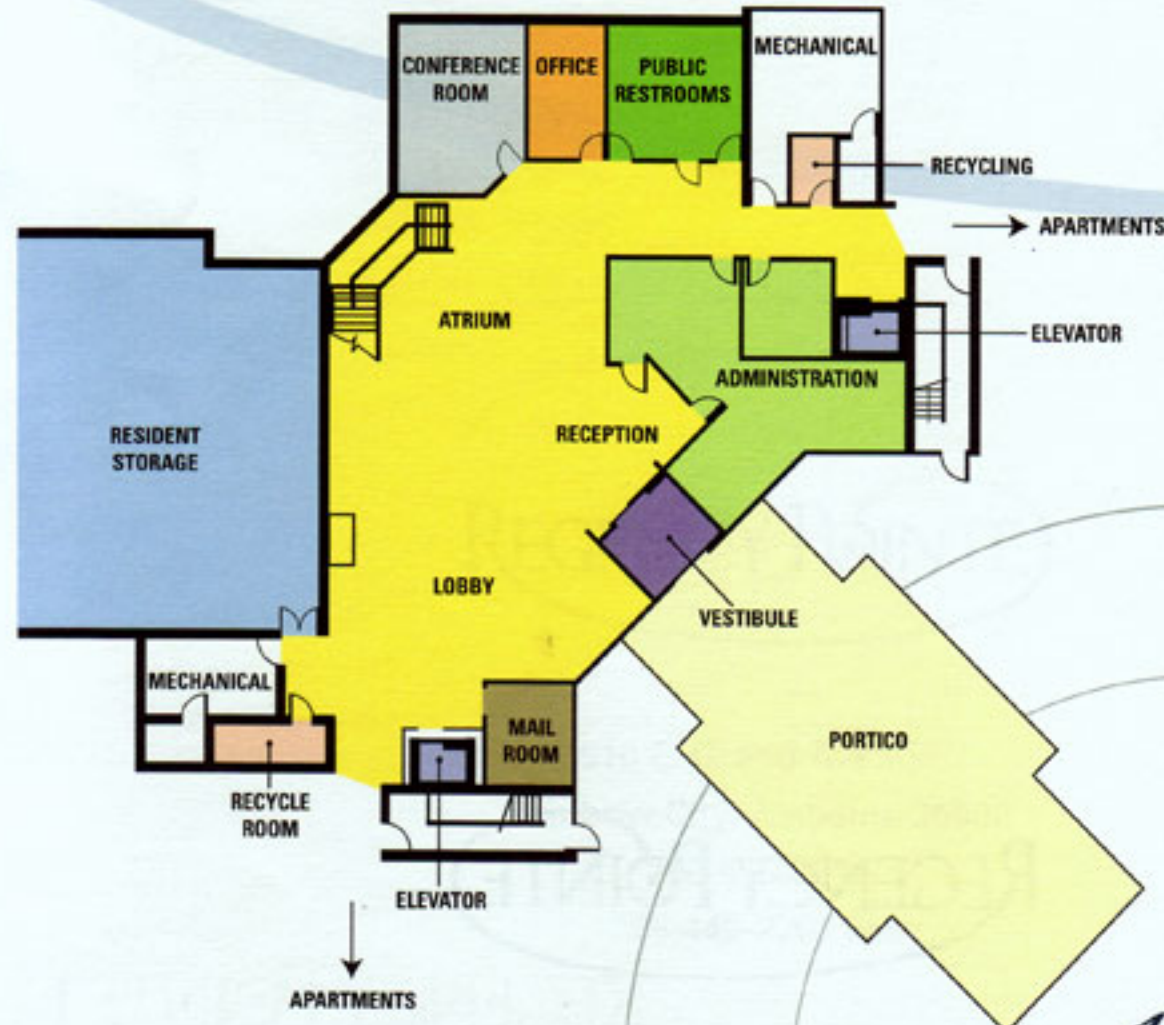 CONFERENCE
ROOM
OFFICE
PUBLIC
RESTROOMS
MECHANICAL
RECYCLING
APARTMENTS
ATRIUM
ELEVATOR
ADMINISTRATION
RESIDENT
STORAGE
RECEPTION
LOBBY
VESTIBULE
MECHANICAL
MAIL
ROOM
PORTICO
RECYCLE
ROOM
ELEVATOR
APARTMENTS